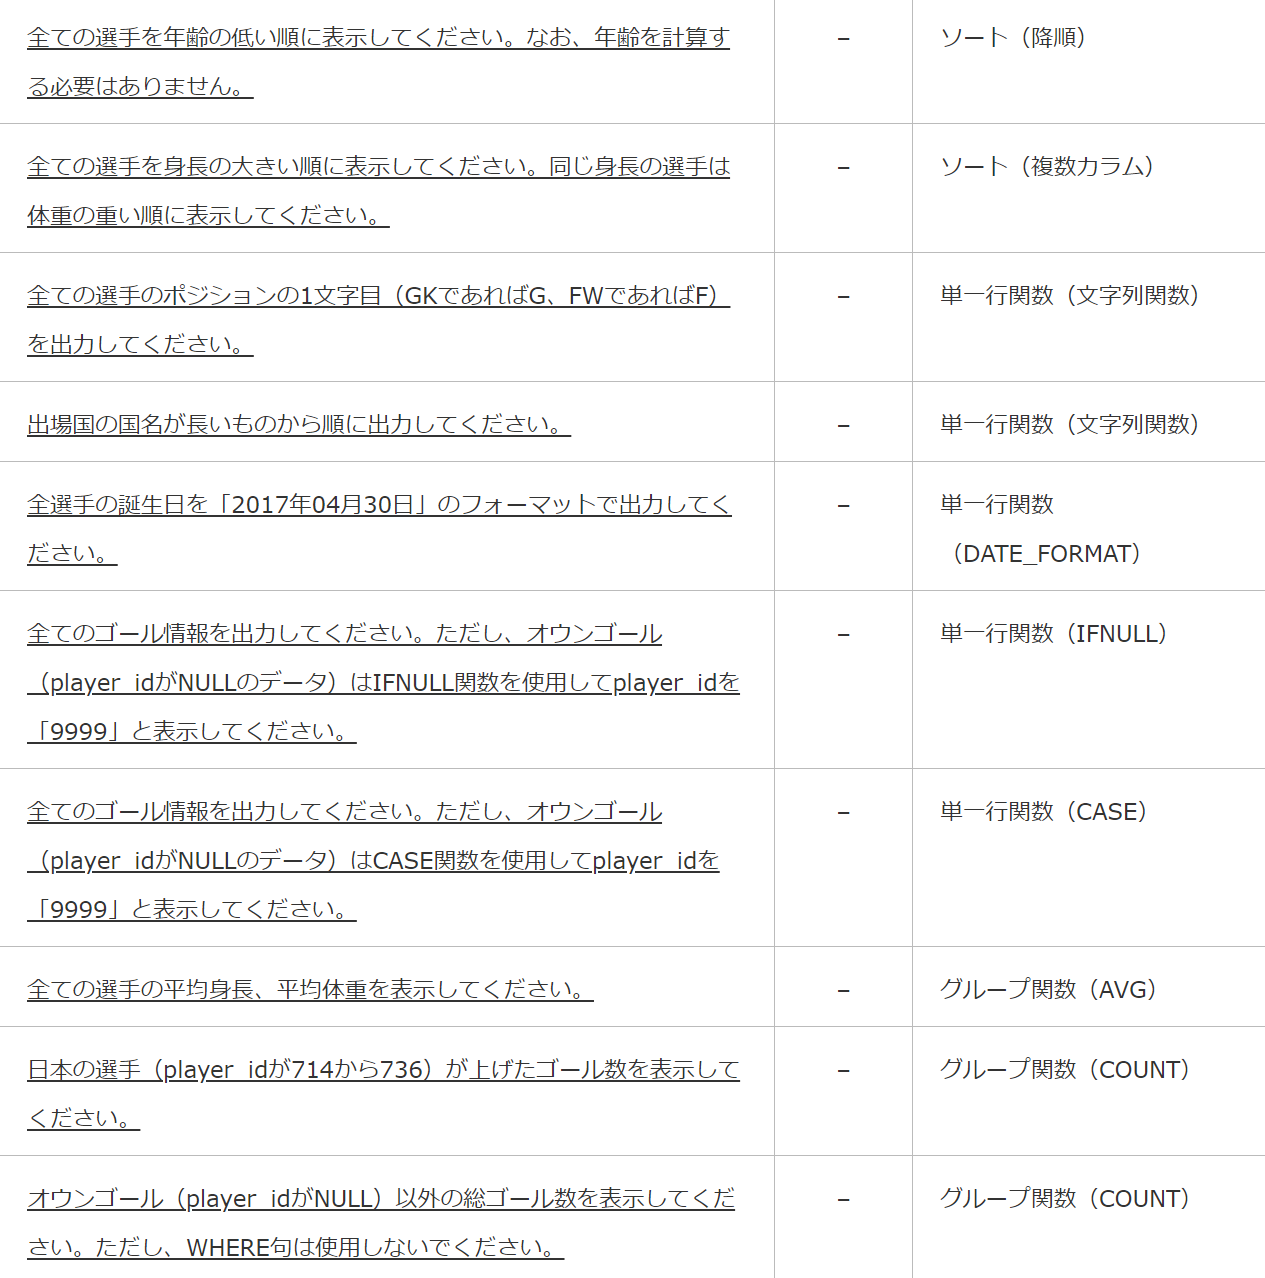 全ての選手を年齢の低い順に表示してください。なお、年齢を計算す
る必要はありません。
–
ソート（降順）
全ての選手を身長の大きい順に表示してください。同じ身長の選手は
体重の重い順に表示してください。
–
ソート（複数カラム）
全ての選手のポジションの1文字目（GKであればG、FWであればF）
を出力してください。
–
単一行関数（文字列関数）
出場国の国名が長いものから順に出力してください。
–
単一行関数（文字列関数）
全選手の誕生日を「2017年04月30日」のフォーマットで出力してく
ださい。
–
単一行関数
（DATE_FORMAT）
全てのゴール情報を出力してください。ただし、オウンゴール
（player_idがNULLのデータ）はIFNULL関数を使用してplayer_idを
「9999」と表示してください。
–
単一行関数（IFNULL）
全てのゴール情報を出力してください。ただし、オウンゴール
（player_idがNULLのデータ）はCASE関数を使用してplayer_idを
「9999」と表示してください。
–
単一行関数（CASE）
全ての選手の平均身長、平均体重を表示してください。
–
グループ関数（AVG）
日本の選手（player_idが714から736）が上げたゴール数を表示して
ください。
–
グループ関数（COUNT）
オウンゴール（player_idがNULL）以外の総ゴール数を表示してくだ
さい。ただし、WHERE句は使用しないでください。
–
グループ関数（COUNT）